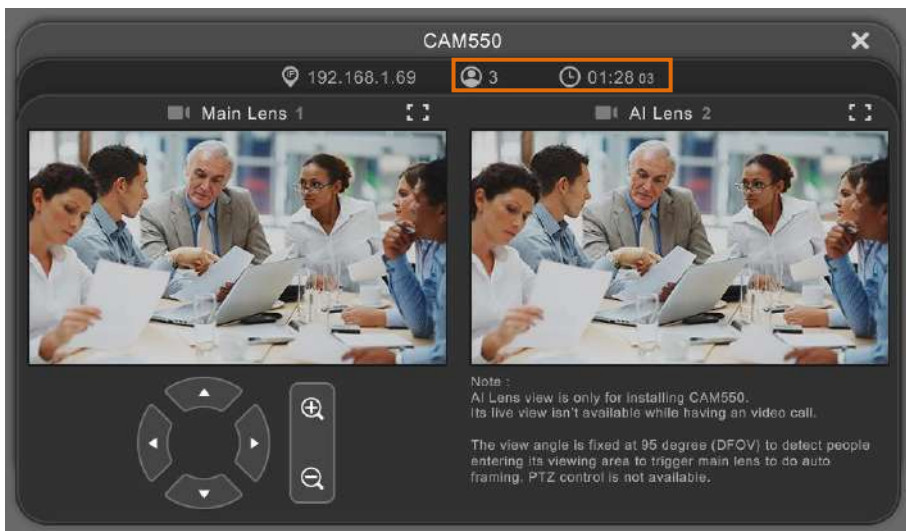 CAM550
192.168.1.69 3 01:28 03
Main Lens 1
AI Lens 2
Note :
AI Lens view is only for installing CAM550.
Its live view isn't available while having an video call.
The view angle is fixed at 95 degree (DFOV) to detect people
entering its viewing area to trigger main lens to do auto
framing. PTZ control is not available.